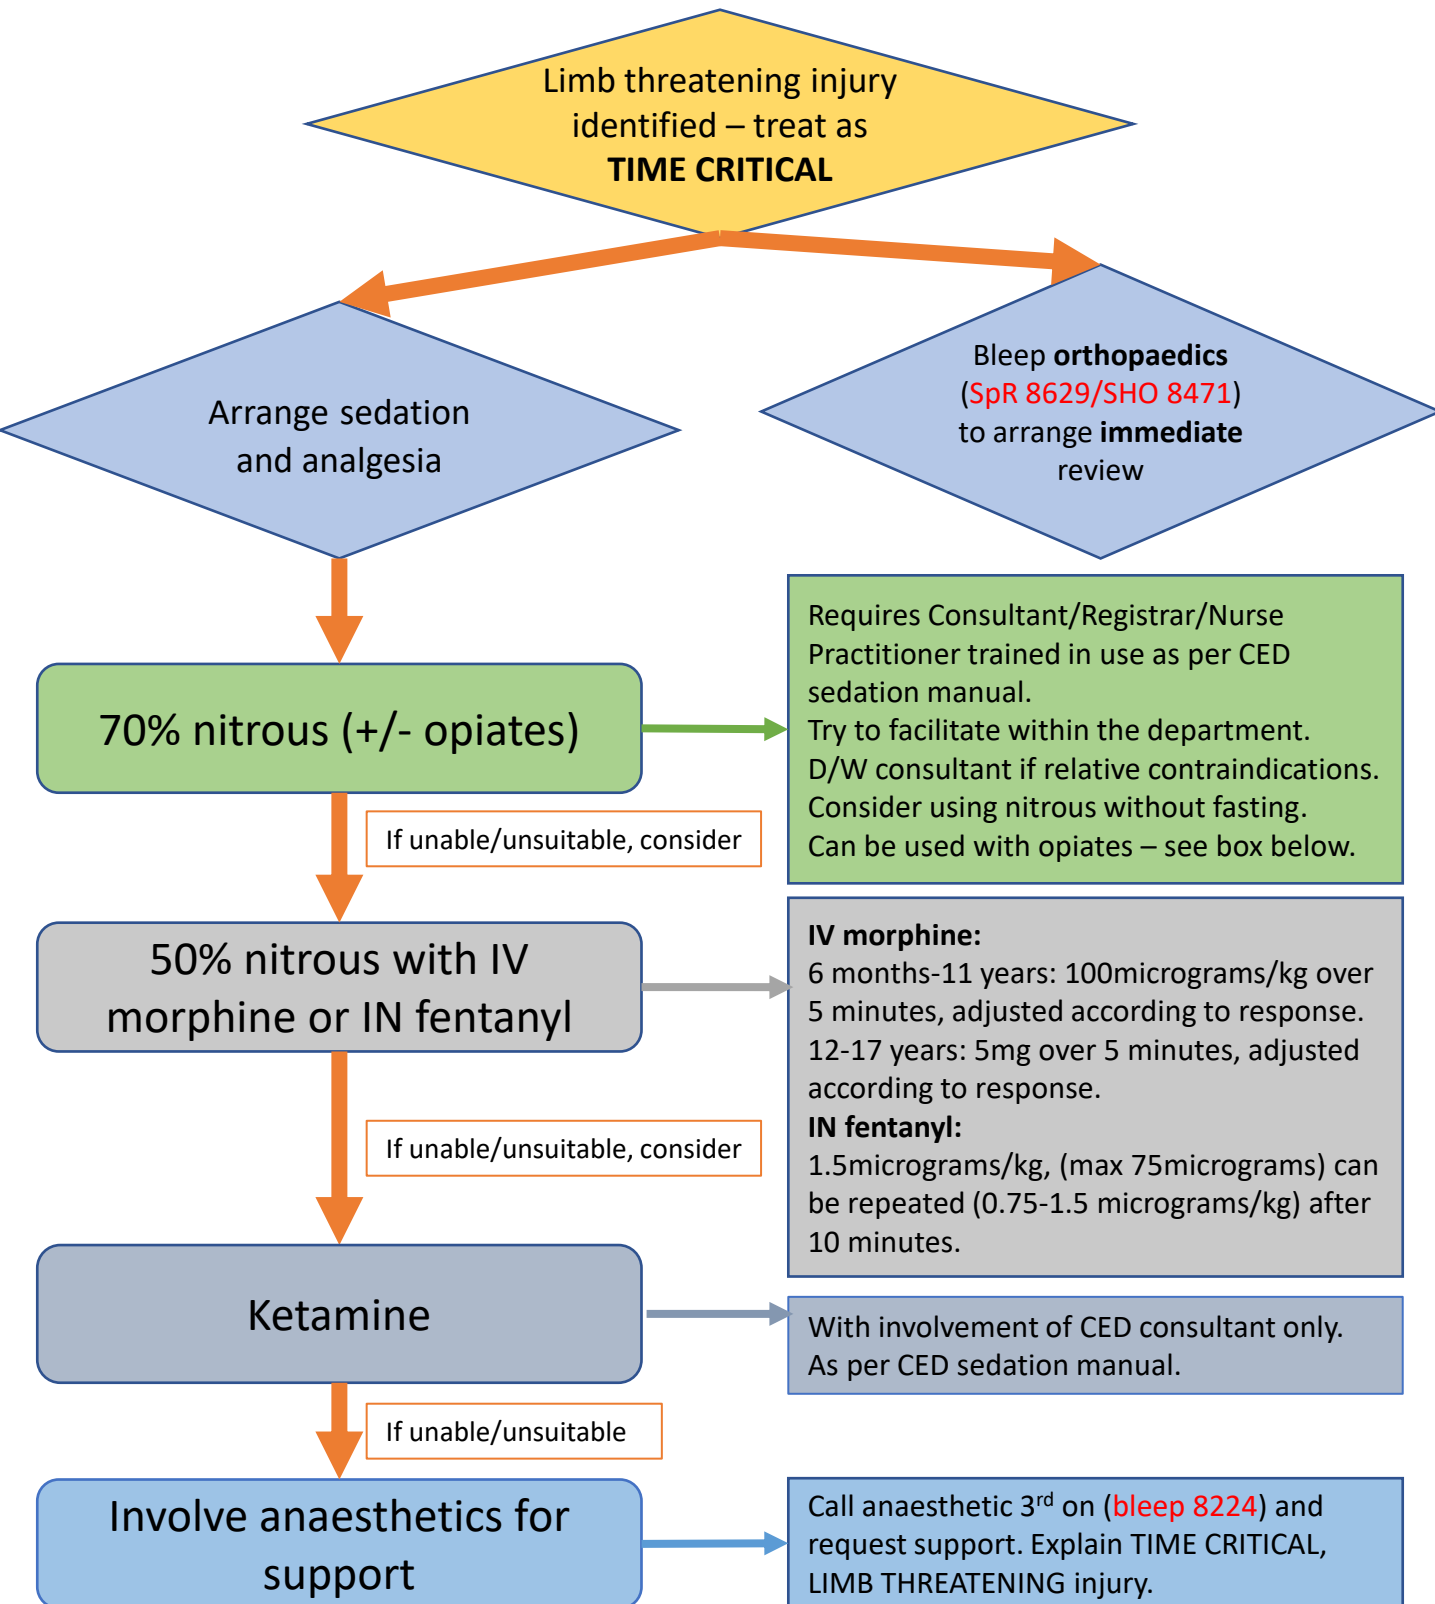 Limb threatening injury
identified – treat as
TIME CRITICAL
Arrange sedation
and analgesia
Bleep orthopaedics
(SpR 8629/SHO 8471)
to arrange immediate
review
70% nitrous (+/- opiates)
Requires Consultant/Registrar/Nurse
Practitioner trained in use as per CED
sedation manual.
Try to facilitate within the department.
D/W consultant if relative contraindications.
Consider using nitrous without fasting.
Can be used with opiates – see box below.
If unable/unsuitable, consider
50% nitrous with IV
morphine or IN fentanyl
IV morphine:
6 months-11 years: 100micrograms/kg over
5 minutes, adjusted according to response.
12-17 years: 5mg over 5 minutes, adjusted
according to response.
IN fentanyl:
1.5micrograms/kg, (max 75micrograms) can
be repeated (0.75-1.5 micrograms/kg) after
10 minutes.
If unable/unsuitable, consider
Ketamine
With involvement of CED consultant only.
As per CED sedation manual.
If unable/unsuitable
Involve anaesthetics for
support
Call anaesthetic 3rd on (bleep 8224) and
request support. Explain TIME CRITICAL,
LIMB THREATENING injury.